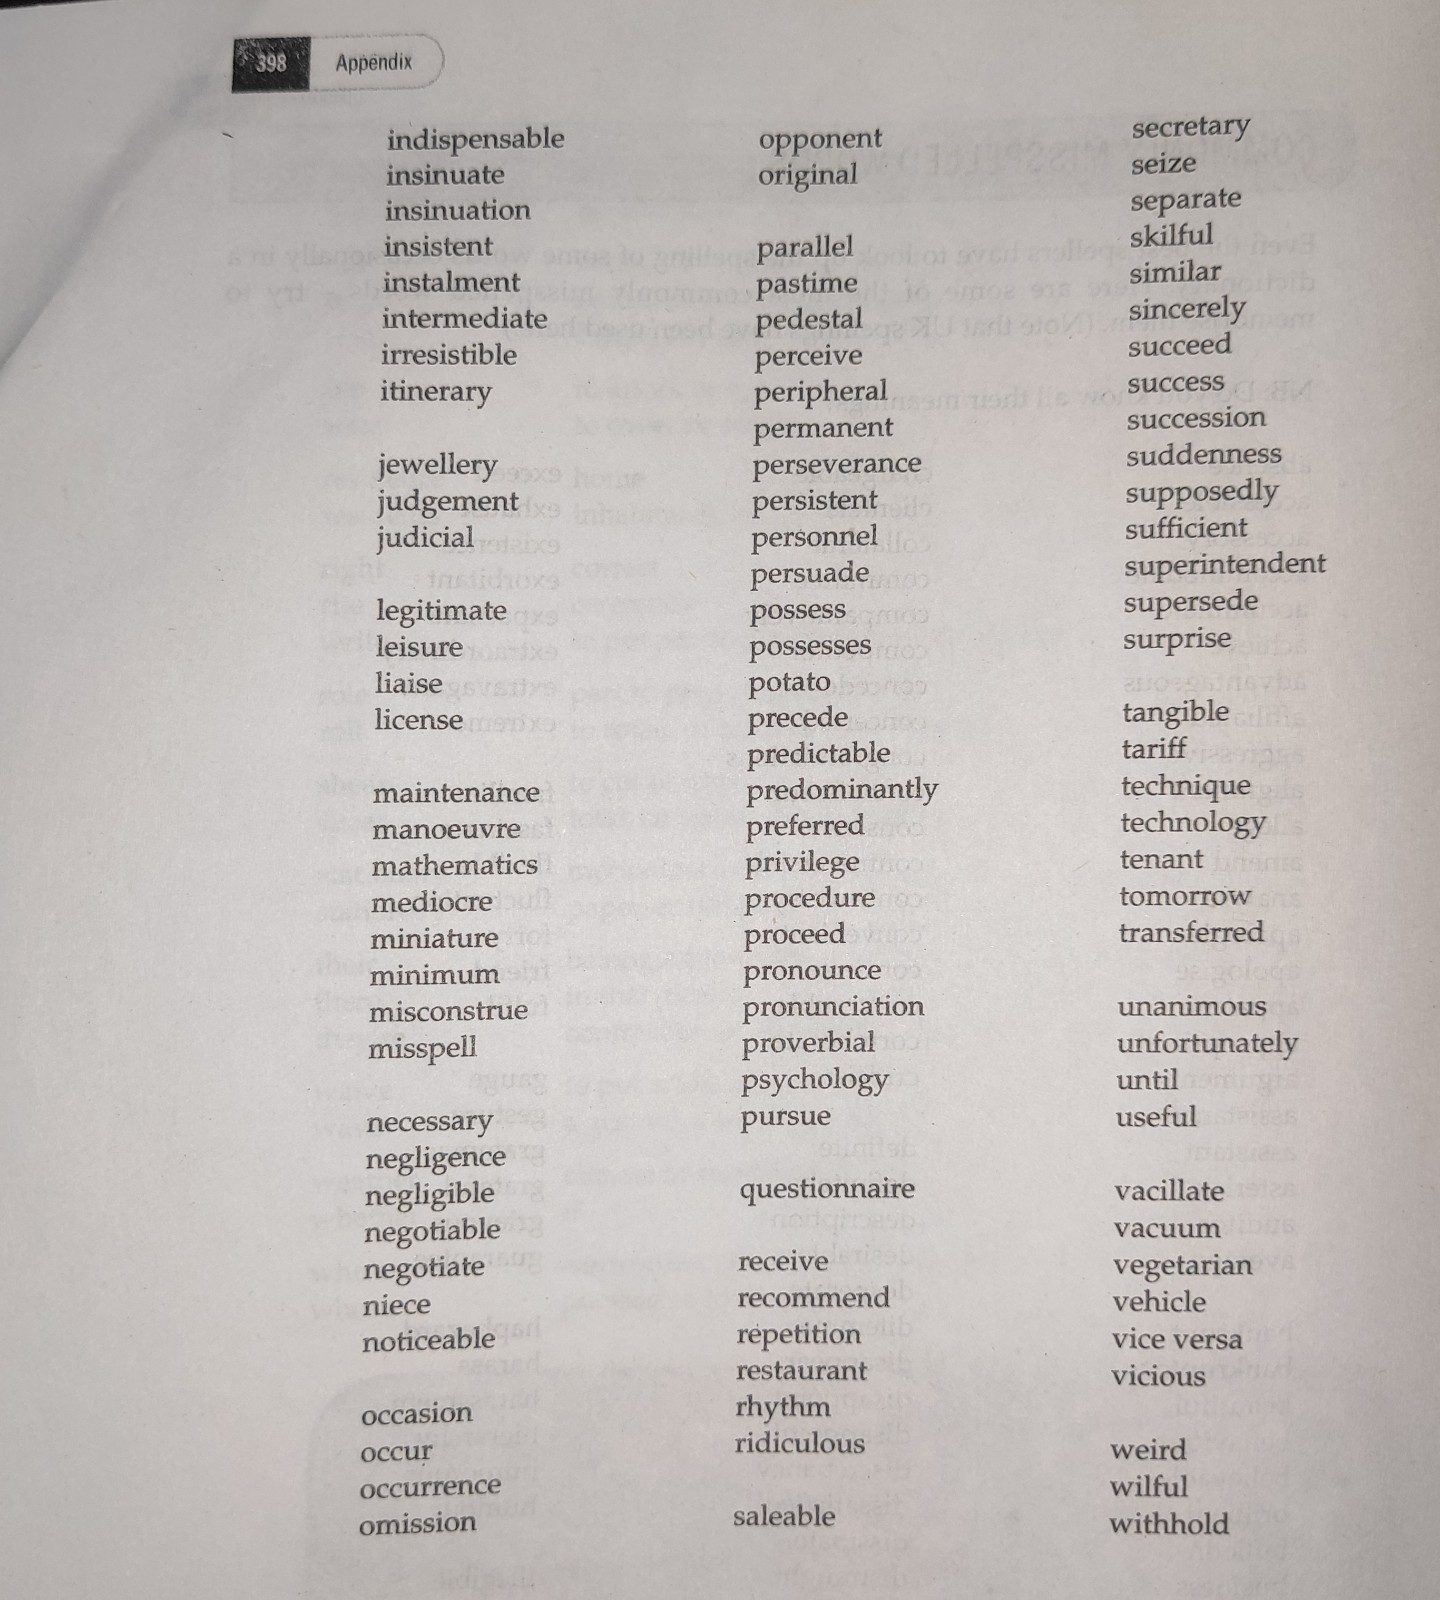 398 Appendix
indispensable
insinuate
insinuation
insistent
instalment
intermediate
irresistible
itinerary
jewellery
judgement
judicial
legitimate
leisure
liaise
license
maintenance
manoeuvre
mathematics
mediocre
miniature
minimum
misconstrue
misspell
necessary
negligence
negligible
negotiable
negotiate
niece
noticeable
occasion
occur
occurrence
omission
opponent
original
parallel
pastime
pedestal
perceive
peripheral
permanent
perseverance
persistent
personnel
persuade
possess
possesses
potato
precede
predictable
predominantly
preferred
privilege
procedure
proceed
pronounce
pronunciation
proverbial
psychology
pursue
questionnaire
receive
recommend
repetition
restaurant
rhythm
ridiculous
saleable
secretary
seize
separate
skilful
similar
sincerely
succeed
success
succession
suddenness
supposedly
sufficient
superintendent
supersede
surprise
tangible
tariff
technique
technology
tenant
tomorrow
transferred
unanimous
unfortunately
until
useful
vacillate
vacuum
vegetarian
vehicle
vice versa
vicious
weird
wilful
withhold